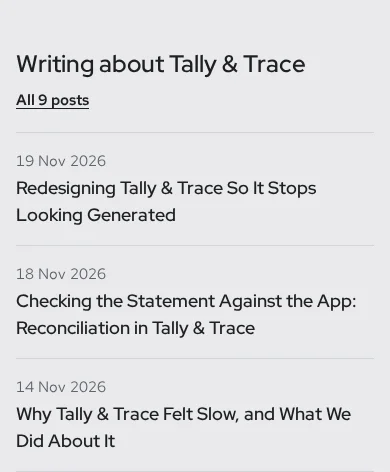 Writing about Tally & Trace
All 9 posts
19 Nov 2026
Redesigning Tally & Trace So It Stops
Looking Generated
18 Nov 2026
Checking the Statement Against the App:
Reconciliation in Tally & Trace
14 Nov 2026
Why Tally & Trace Felt Slow, and What We
Did About It